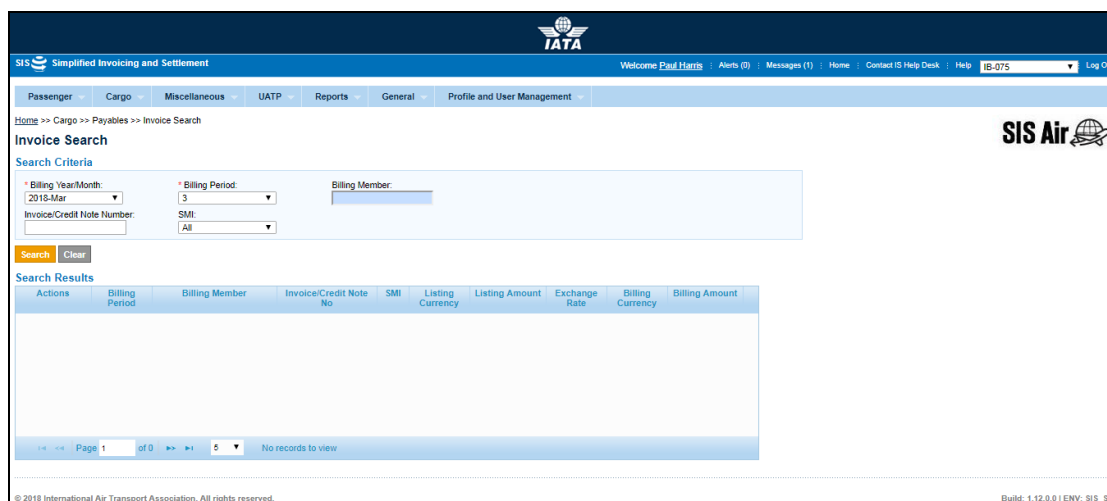 IATA
SIS Simplified Invoicing and Settlement
Welcome Paul Harris : Alerts (0) : Messages (1) : Home : Contact IS Help Desk : Help IB-075 Log O
Passenger Cargo Miscellaneous UATP Reports General Profile and User Management
Home >> Cargo >> Payables >> Invoice Search
SIS Air
Invoice Search
Search Criteria
* Billing Year/Month: * Billing Period: Billing Member:
2018-Mar 3
Invoice/Credit Note Number: SMI:
All
Search Clear
Search Results
Actions Billing Period Billing Member Invoice/Credit Note No SMI Listing Currency Listing Amount Exchange Rate Billing Currency Billing Amount
Page 1 of 0 5 No records to view
© 2018 International Air Transport Association. All rights reserved. Build: 1.12.0.0 | ENV: SIS_S